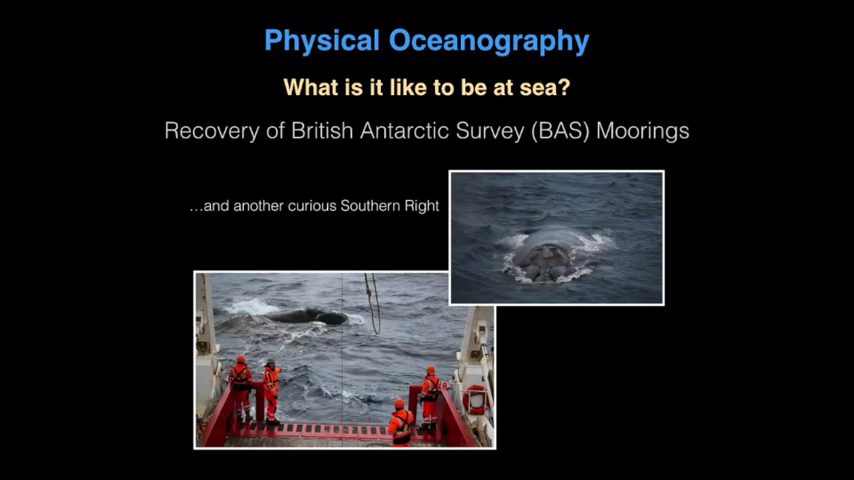 Physical Oceanography
What is it like to be at sea?
Recovery of British Antarctic Survey (BAS) Moorings
…and another curious Southern Right